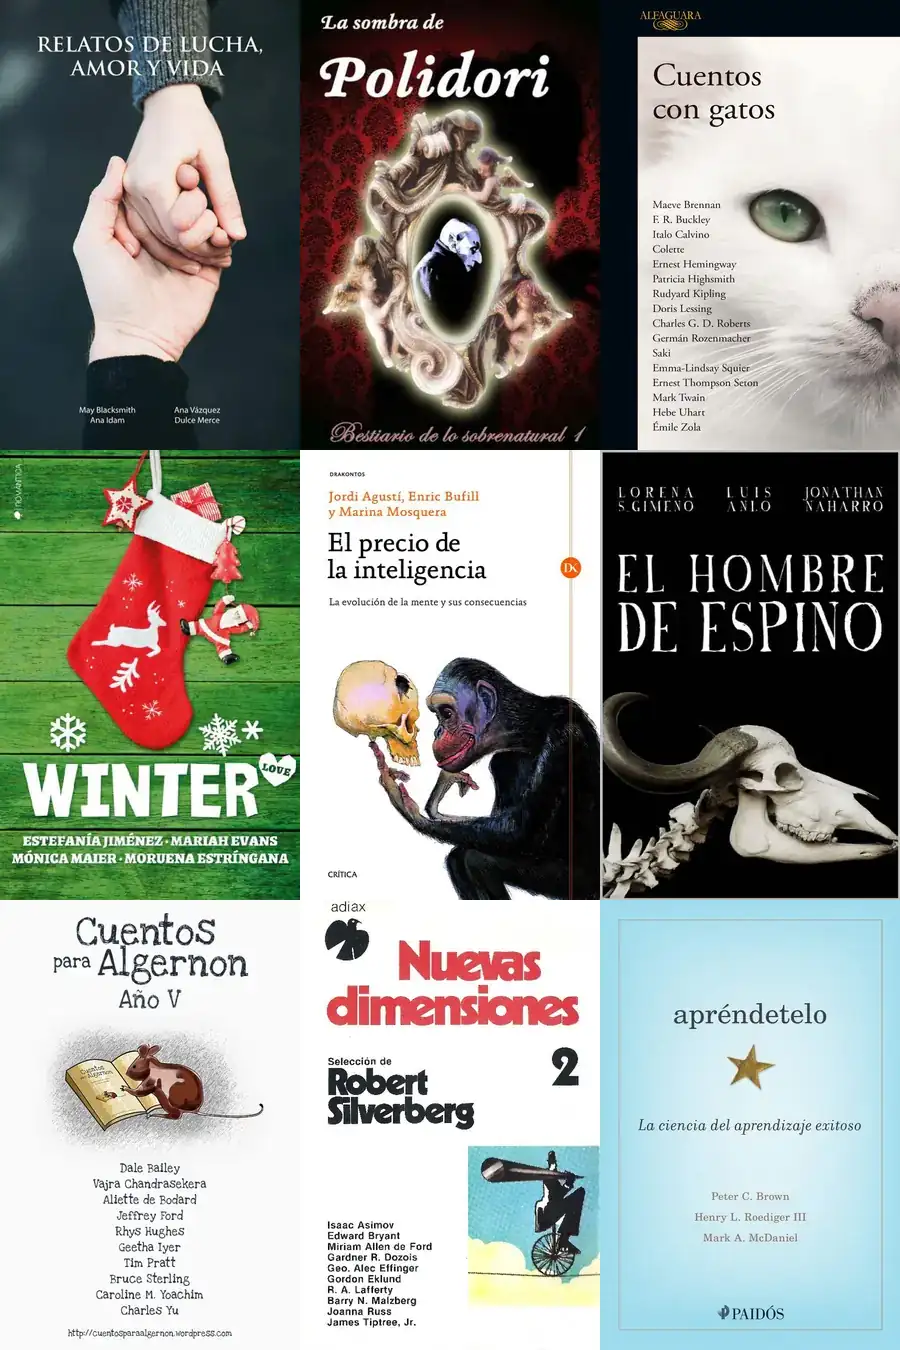 RELATOS DE LUCHA,
AMOR Y VIDA
May Blacksmith
Ana Idam
Ana Vázquez
Dulce Merce
La sombra de
Polidori
Bestiario de lo sobrenatural 1
ALFAGUARA
Cuentos
con gatos
Maeve Brennan
F. R. Buckley
Italo Calvino
Colette
Ernest Hemingway
Patricia Highsmith
Rudyard Kipling
Doris Lessing
Charles G. D. Roberts
Germán Rozenmacher
Saki
Emma-Lindsay Squier
Ernest Thompson Seton
Mark Twain
Hebe Uhart
Émile Zola
ROMANTICA
WINTER
LOVE
ESTEFANÍA JIMÉNEZ · MARIAH EVANS
MÓNICA MAIER · MORUENA ESTRÍNGANA
DRAKONTOS
Jordi Agustí, Enric Bufill
y Marina Mosquera
El precio de
la inteligencia
DK
La evolución de la mente y sus consecuencias
CRÍTICA
LORENA
S.GIMENO
LUIS
ANLO
JONATHAN
NAHARRO
EL HOMBRE
DE ESPINO
Cuentos
para Algernon
Año V
Cuentos
para
Algernon
Dale Bailey
Vajra Chandrasekera
Aliette de Bodard
Jeffrey Ford
Rhys Hughes
Geetha Iyer
Tim Pratt
Bruce Sterling
Caroline M. Yoachim
Charles Yu
http://cuentosparaalgernon.wordpress.com
adiax
Nuevas
dimensiones
2
Selección de
Robert
Silverberg
Isaac Asimov
Edward Bryant
Miriam Allen de Ford
Gardner R. Dozois
Geo. Alec Effinger
Gordon Eklund
R. A. Lafferty
Barry N. Malzberg
Joanna Russ
James Tiptree, Jr.
apréndetelo
La ciencia del aprendizaje exitoso
Peter C. Brown
Henry L. Roediger III
Mark A. McDaniel
PAIDÓS